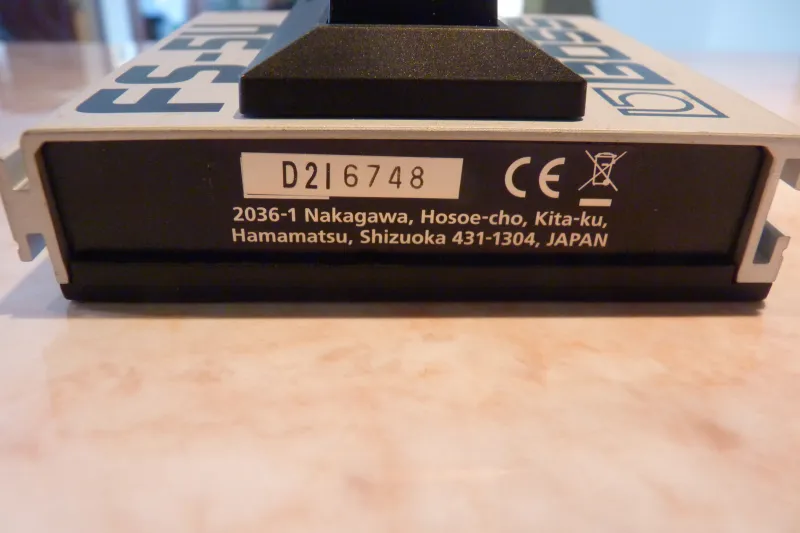 FS-5U
BOSS
D2I6748
CE
2036-1 Nakagawa, Hosoe-cho, Kita-ku,
Hamamatsu, Shizuoka 431-1304, JAPAN